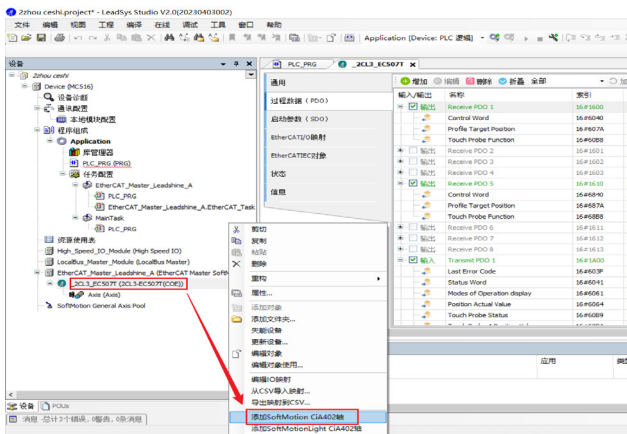 2zhou ceshi.project* - LeadSys Studio V2.0(20230403002)
文件 编辑 视图 工程 编译 在线 调试 工具 窗口 帮助
Application [Device: PLC 逻辑]
设备
2zhou ceshi
Device (MC516)
设备诊断
通讯配置
本地模块配置
程序组成
Application
库管理器
PLC_PRG (PRG)
任务配置
EtherCAT_Master_Leadshine_A
PLC_PRG
EtherCAT_Master_Leadshine_A.EtherCAT_Task
MainTask
PLC_PRG
资源使用表
High_Speed_IO_Module (High Speed IO)
LocalBus_Master_Module (LocalBus Master)
EtherCAT_Master_Leadshine_A (EtherCAT Master SoftM
_2CL3_EC507T (2CL3-EC507T(COE))
Axis (Axis)
SoftMotion General Axis Pool
设备 POUs
消息 -总计3个错误, 0警告, 0条消息
PLC_PRG _2CL3_EC507T
通用
过程数据 (PDO)
启动参数 (SDO)
EtherCATI/O映射
EtherCATIEC对象
状态
信息
增加 编辑 删除 折叠 全部
输入/输出 名称 索引
输出 Receive PDO 1 16#1600
Control Word 16#6040
Profile Target Position 16#607A
Touch Probe Function 16#60B8
输出 Receive PDO 2 16#1601
输出 Receive PDO 3 16#1602
输出 Receive PDO 4 16#1603
输出 Receive PDO 5 16#1610
Control Word 16#6840
Profile Target Position 16#687A
Touch Probe Function 16#68B8
输出 Receive PDO 6 16#1611
输出 Receive PDO 7 16#1612
输出 Receive PDO 8 16#1613
输入 Transmit PDO 1 16#1A00
Last Error Code 16#603F
Status Word 16#6041
Modes of Operation display 16#6061
Position Actual Value 16#6064
Touch Probe Status 16#60B9
应用
剪切
复制
粘贴
删除
重构
属性...
添加对象
添加文件夹...
失能设备
更新设备...
编辑对象
编辑对象使用...
编辑IO映射
从CSV导入映射...
导出映射到CSV...
添加SoftMotion CiA402轴
添加SoftMotionLight CiA402轴